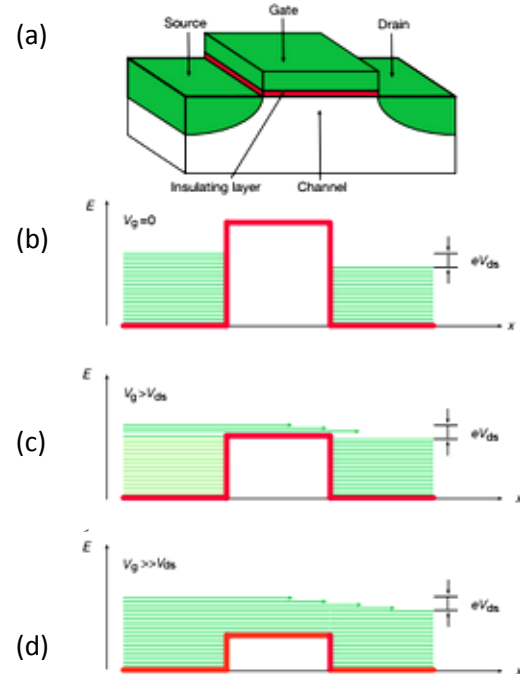 (a)
Source
Gate
Drain
Insulating layer
Channel
(b)
E
Vg=0
eVds
x
(c)
E
Vg>Vds
eVds
x
(d)
E
Vg>>Vds
eVds
x